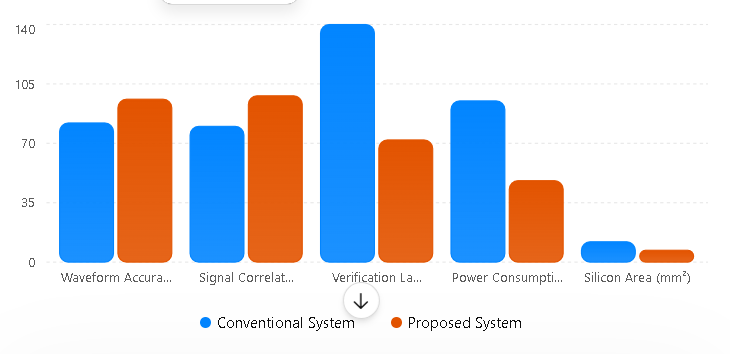 140
105
70
35
0
Waveform Accura... Signal Correlat... Verification La... Power Consumpti... Silicon Area (mm²)
Conventional System Proposed System